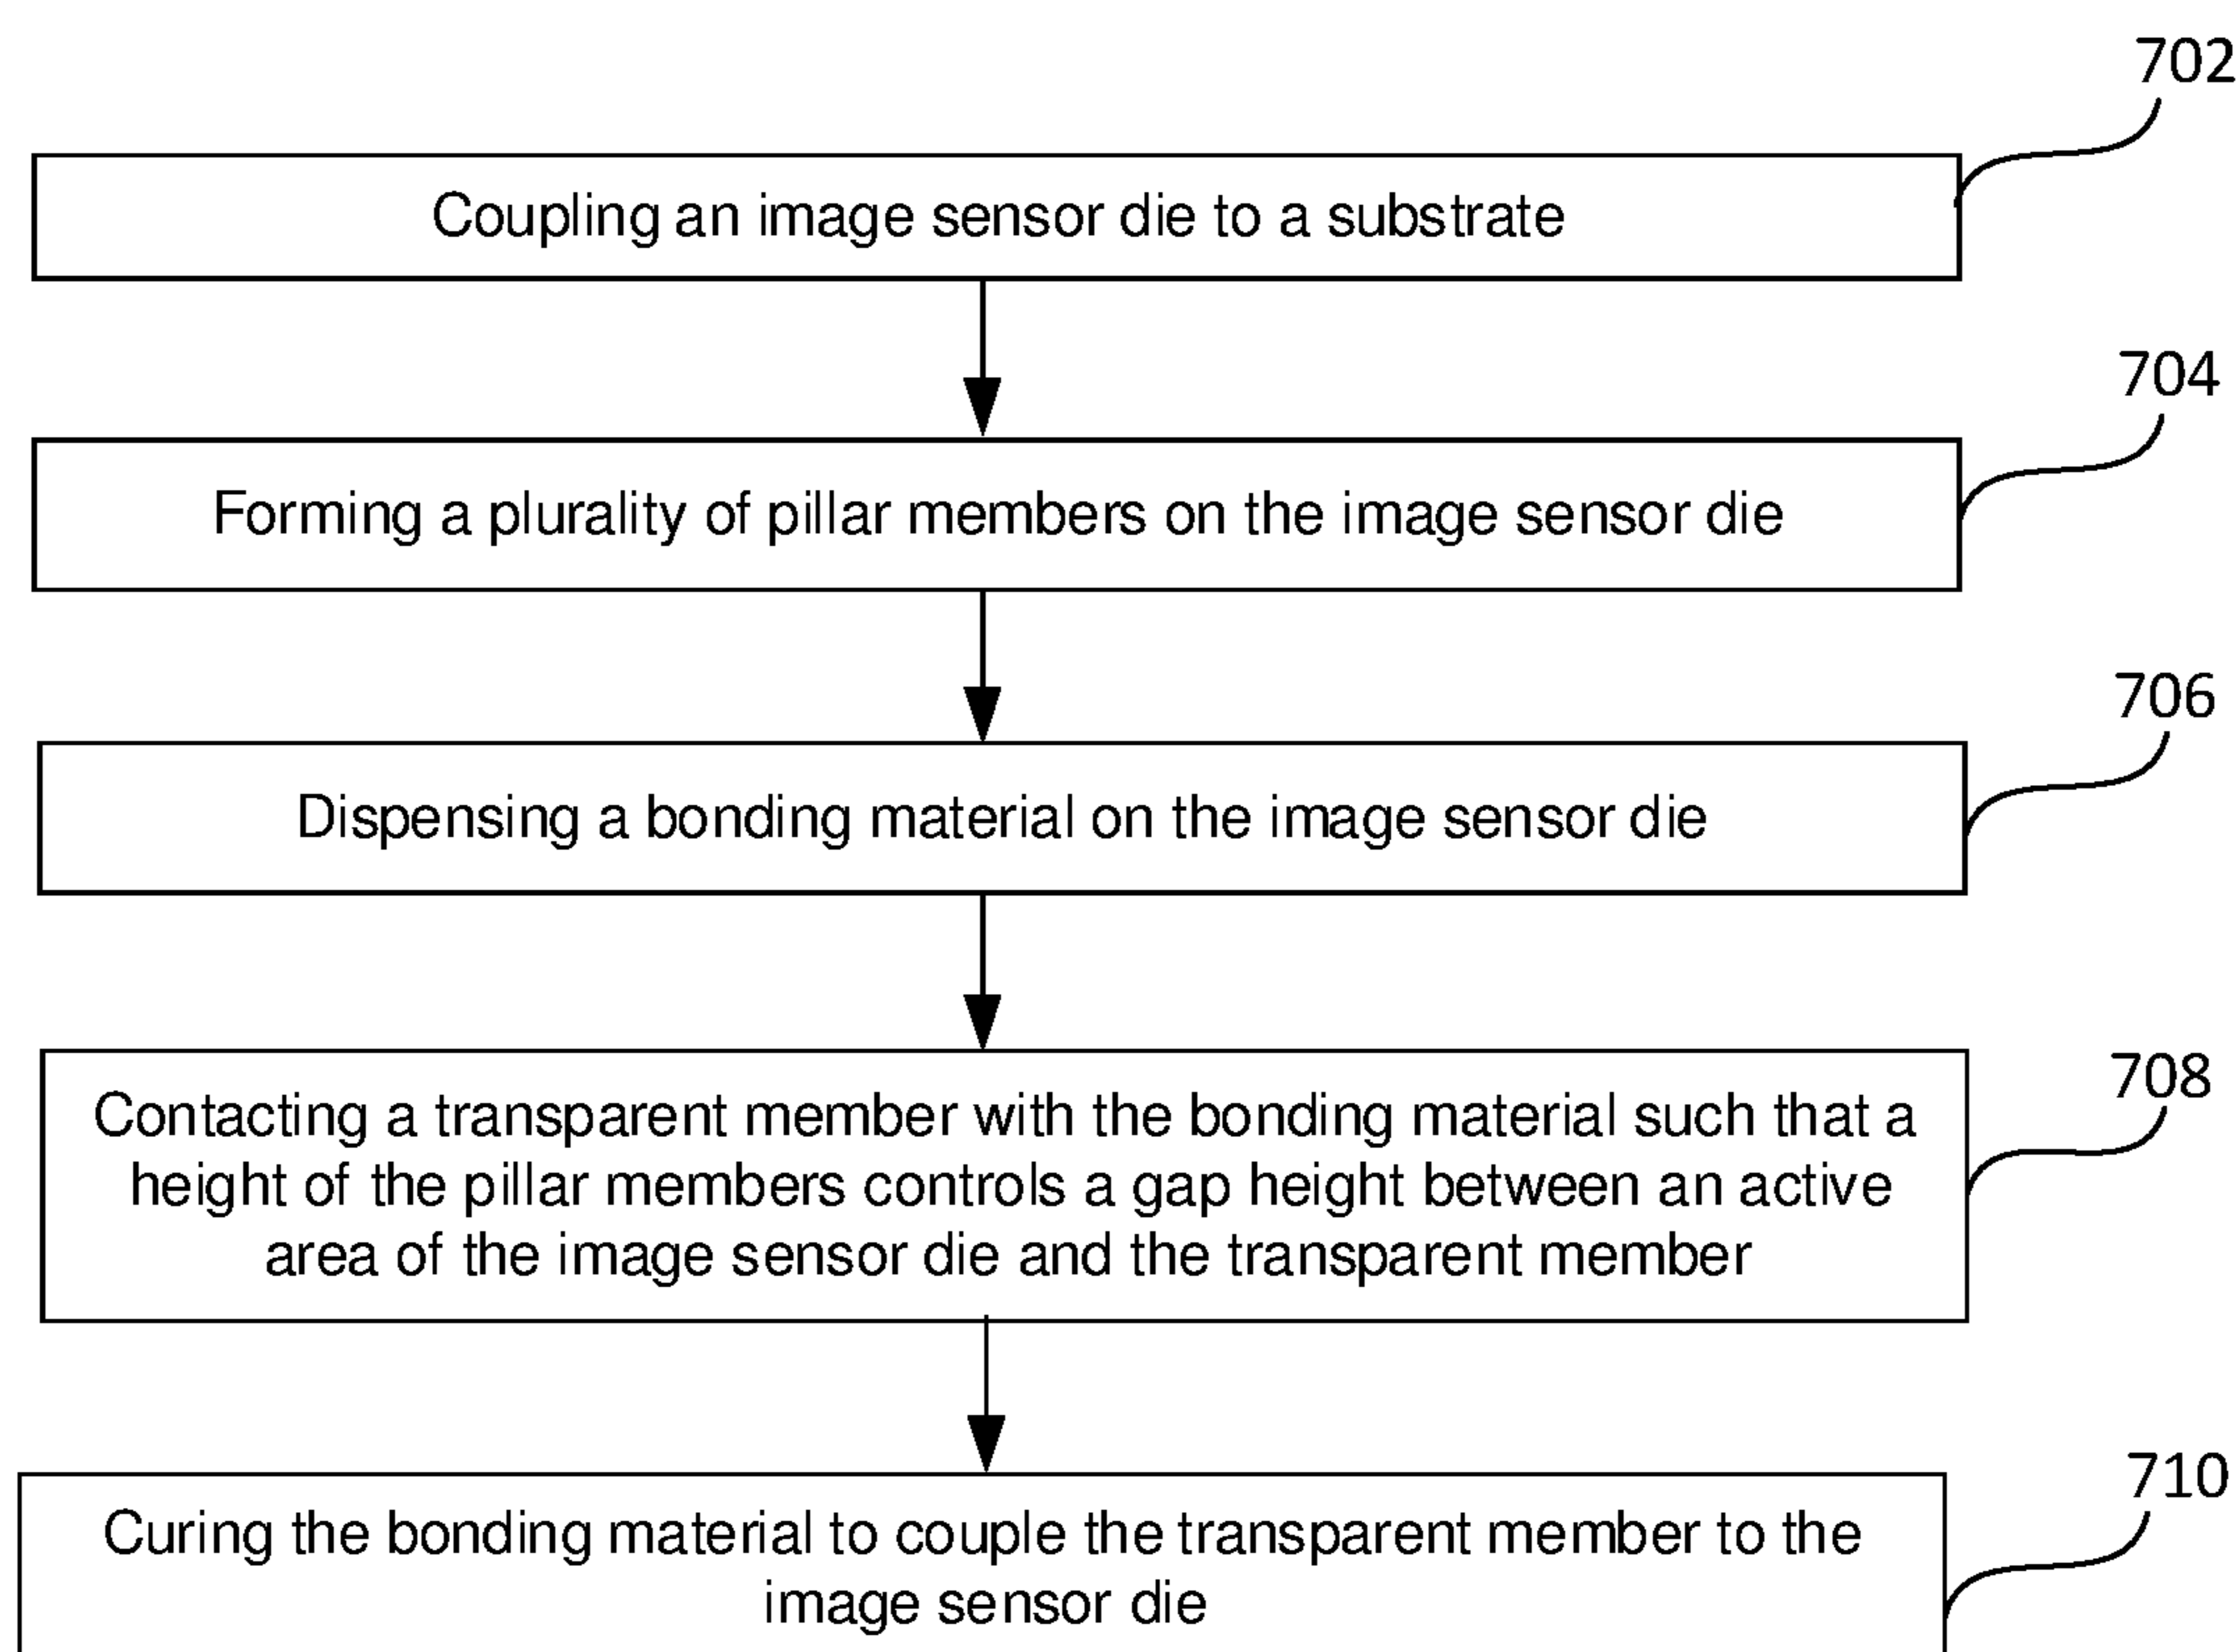 702
Coupling an image sensor die to a substrate
704
Forming a plurality of pillar members on the image sensor die
706
Dispensing a bonding material on the image sensor die
708
Contacting a transparent member with the bonding material such that a
height of the pillar members controls a gap height between an active
area of the image sensor die and the transparent member
710
Curing the bonding material to couple the transparent member to the
image sensor die